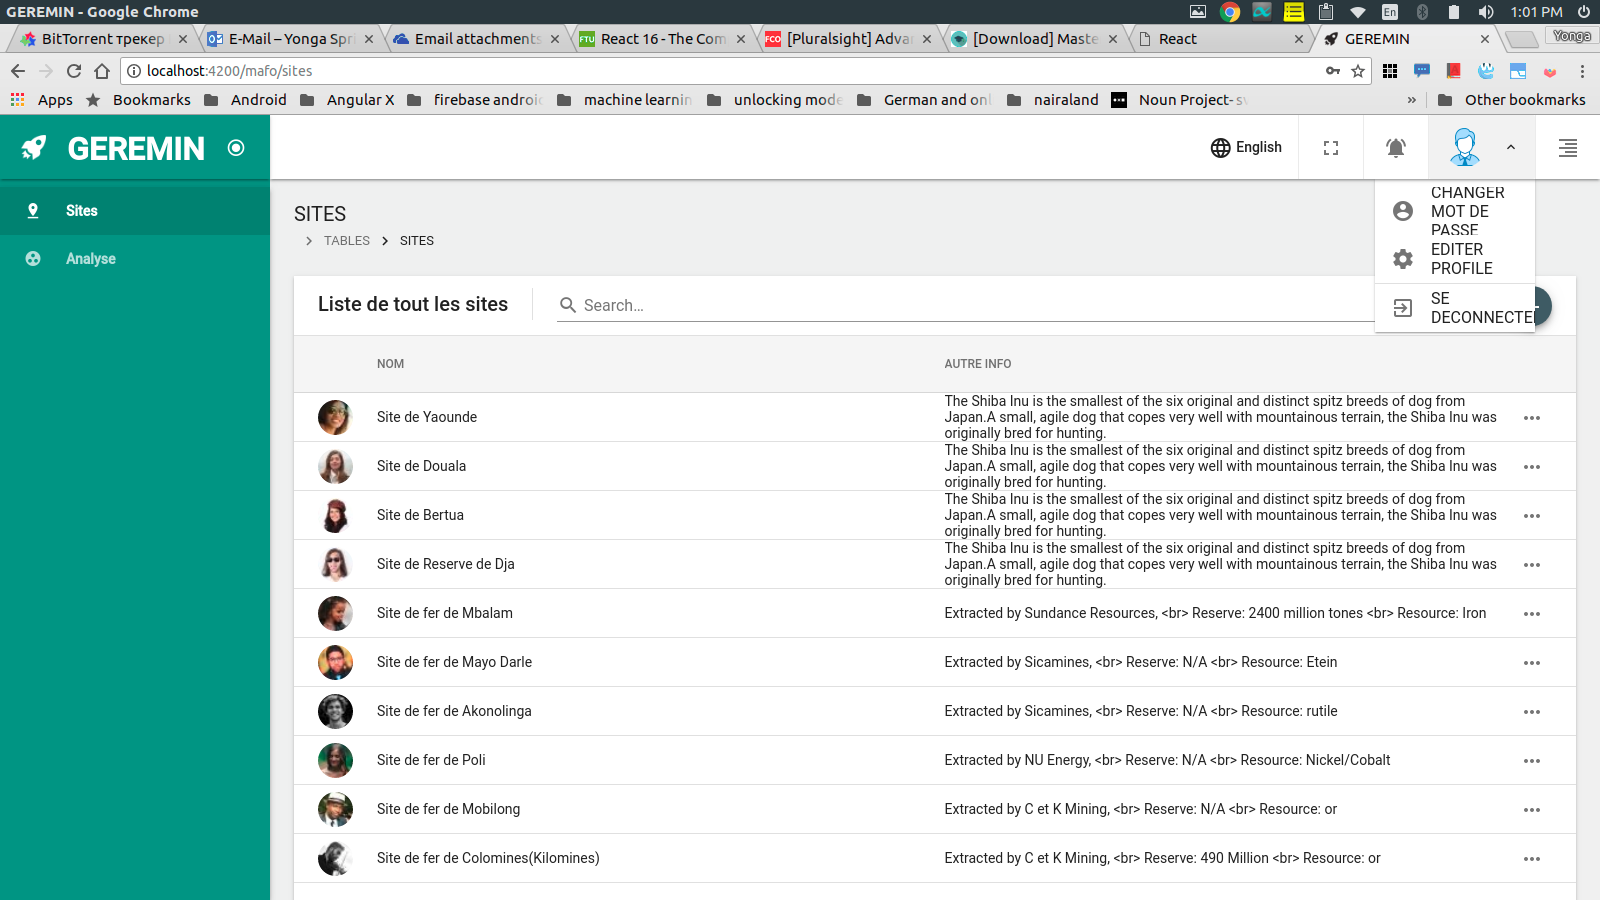 GEREMIN - Google Chrome
En
1:01 PM
BitTorrent трекер
E-Mail – Yonga Spri
Email attachments
FTU
React 16 - The Com
FCO
[Pluralsight] Adva
[Download] Maste
React
GEREMIN
Yonga
localhost:4200/mafo/sites
Apps
Bookmarks
Android
Angular X
firebase androi
machine learnin
unlocking mode
German and onl
nairaland
Noun Project- sv
»
Other bookmarks
GEREMIN
English
Sites
Analyse
SITES
TABLES
SITES
CHANGER
MOT DE
PASSE
EDITER
PROFILE
SE
DECONNECTE
Liste de tout les sites
Search...
NOM
AUTRE INFO
Site de Yaounde
The Shiba Inu is the smallest of the six original and distinct spitz breeds of dog from
Japan.A small, agile dog that copes very well with mountainous terrain, the Shiba Inu was
originally bred for hunting.
Site de Douala
The Shiba Inu is the smallest of the six original and distinct spitz breeds of dog from
Japan.A small, agile dog that copes very well with mountainous terrain, the Shiba Inu was
originally bred for hunting.
Site de Bertua
The Shiba Inu is the smallest of the six original and distinct spitz breeds of dog from
Japan.A small, agile dog that copes very well with mountainous terrain, the Shiba Inu was
originally bred for hunting.
Site de Reserve de Dja
The Shiba Inu is the smallest of the six original and distinct spitz breeds of dog from
Japan.A small, agile dog that copes very well with mountainous terrain, the Shiba Inu was
originally bred for hunting.
Site de fer de Mbalam
Extracted by Sundance Resources, <br> Reserve: 2400 million tones <br> Resource: Iron
Site de fer de Mayo Darle
Extracted by Sicamines, <br> Reserve: N/A <br> Resource: Etein
Site de fer de Akonolinga
Extracted by Sicamines, <br> Reserve: N/A <br> Resource: rutile
Site de fer de Poli
Extracted by NU Energy, <br> Reserve: N/A <br> Resource: Nickel/Cobalt
Site de fer de Mobilong
Extracted by C et K Mining, <br> Reserve: N/A <br> Resource: or
Site de fer de Colomines(Kilomines)
Extracted by C et K Mining, <br> Reserve: 490 Million <br> Resource: or